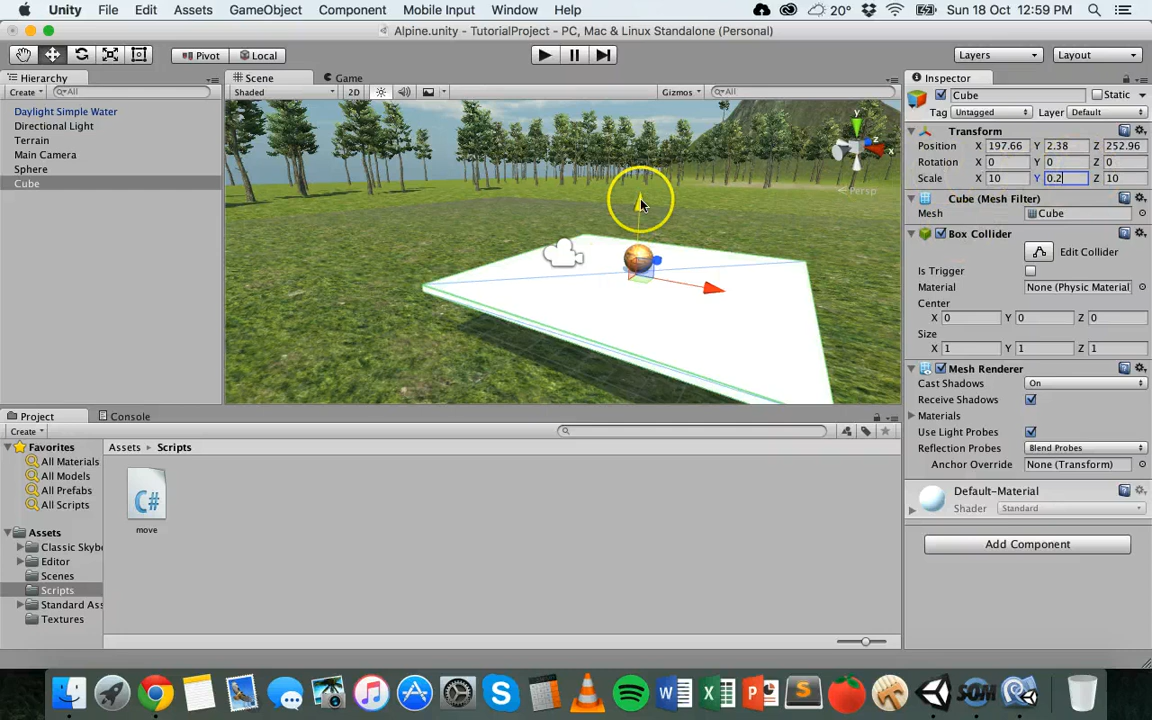 Unity File Edit Assets GameObject Component Mobile Input Window Help 20° Sun 18 Oct 12:59 PM
Alpine.unity - TutorialProject - PC, Mac & Linux Standalone (Personal)
Pivot Local Layers Layout
Hierarchy Scene Game Inspector
Create All Shaded 2D Gizmos All Cube Static
Daylight Simple Water
Directional Light
Terrain
Main Camera
Sphere
Cube
y
z
x
Persp
Tag Untagged Layer Default
Transform
Position X 197.66 Y 2.38 Z 252.96
Rotation X 0 Y 0 Z 0
Scale X 10 Y 0.2 Z 10
Cube (Mesh Filter)
Mesh Cube
Box Collider
Edit Collider
Is Trigger
Material None (Physic Material
Center
X 0 Y 0 Z 0
Size
X 1 Y 1 Z 1
Mesh Renderer
Cast Shadows On
Receive Shadows
Materials
Use Light Probes
Reflection Probes Blend Probes
Anchor Override None (Transform)
Default-Material
Shader Standard
Add Component
Project Console
Create
Favorites
All Materials
All Models
All Prefabs
All Scripts
Assets
Classic Skyb
Editor
Scenes
Scripts
Standard Ass
Textures
Assets Scripts
C#
move